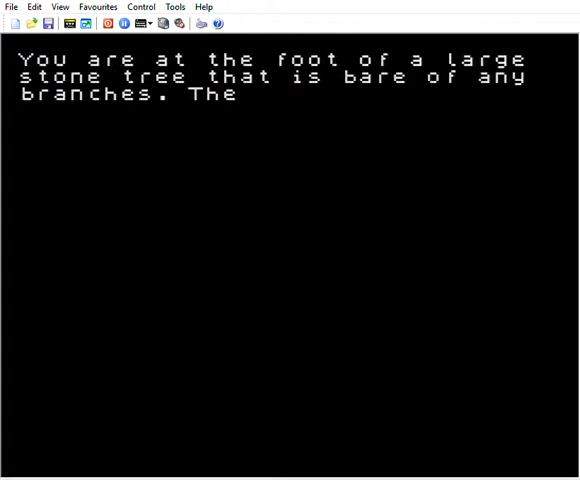 File Edit View Favourites Control Tools Help
You are at the foot of a large
stone tree that is bare of any
branches. The